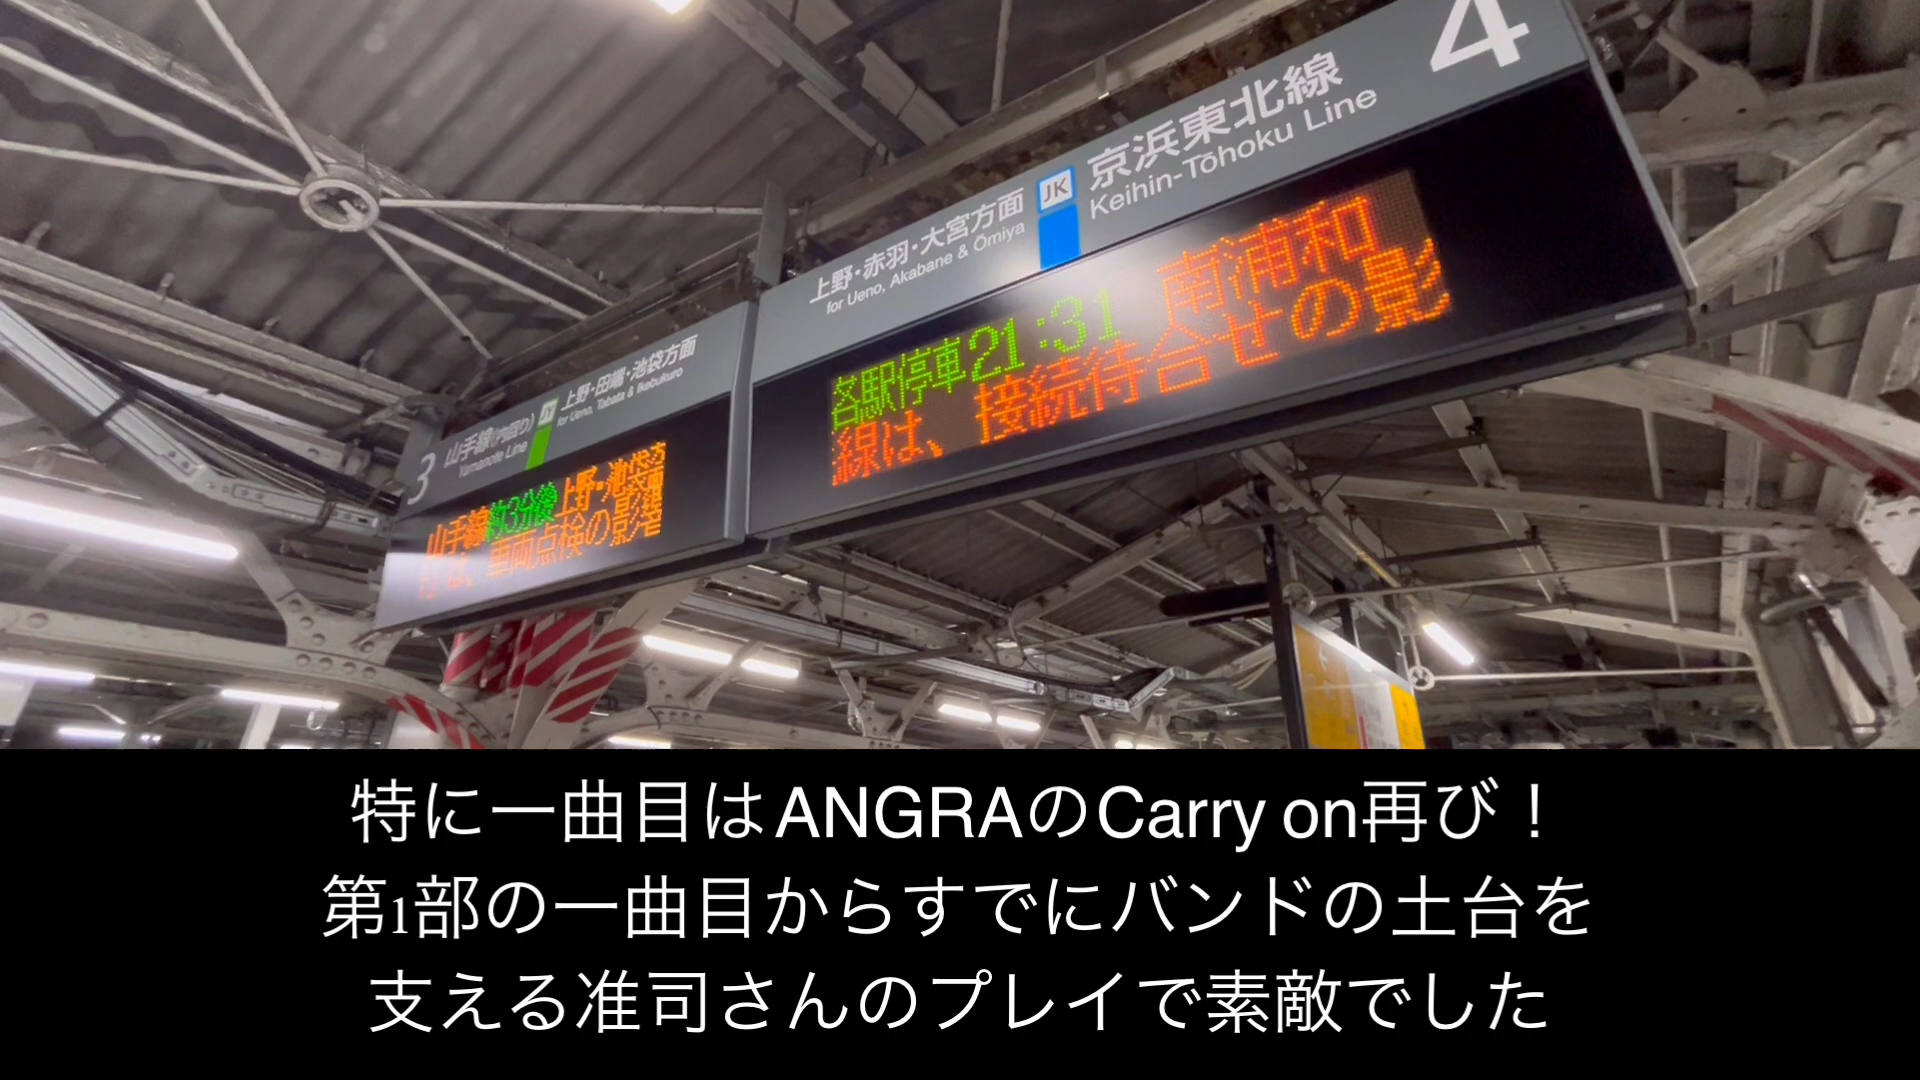 4
京浜東北線
Keihin-Tōhoku Line
JK
上野・赤羽・大宮方面
for Ueno, Akabane & Ōmiya
各駅停車21:31 南浦和
線は、接続待合せの影
3
山手線(内回り)
Yamanote Line
JY
上野・田端・池袋方面
for Ueno, Tabata & Ikebukuro
山手線約3分後上野・池袋方
車両点検の影響
特に一曲目はANGRAのCarry on再び！
第1部の一曲目からすでにバンドの土台を
支える准司さんのプレイで素敵でした